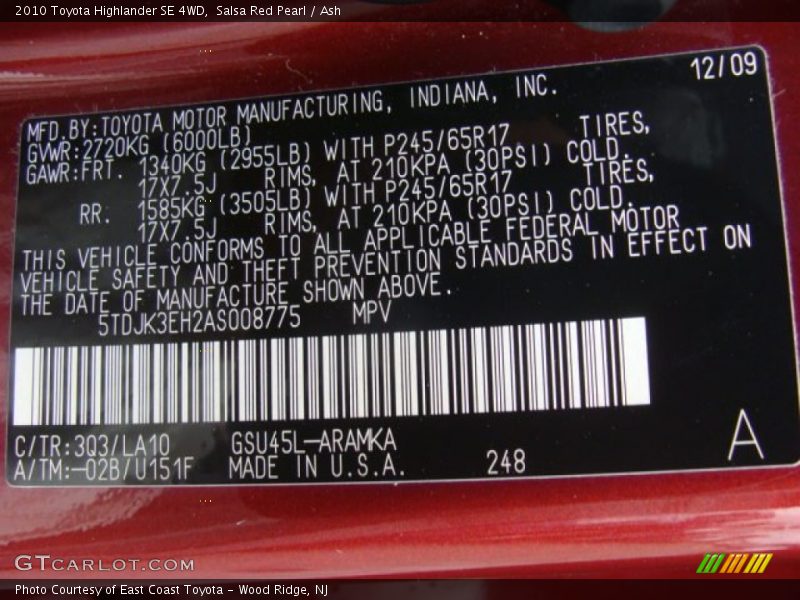 2010 Toyota Highlander SE 4WD,  Salsa Red Pearl / Ash
12/09
MFD.BY:TOYOTA MOTOR MANUFACTURING, INDIANA, INC.
GVWR:2720KG (6000LB)
GAWR:FRT. 1340KG (2955LB) WITH P245/65R17 TIRES,
17X7.5J RIMS, AT 210KPA (30PSI) COLD.
RR. 1585KG (3505LB) WITH P245/65R17 TIRES,
17X7.5J RIMS, AT 210KPA (30PSI) COLD.
THIS VEHICLE CONFORMS TO ALL APPLICABLE FEDERAL MOTOR
VEHICLE SAFETY AND THEFT PREVENTION STANDARDS IN EFFECT ON
THE DATE OF MANUFACTURE SHOWN ABOVE.
5TDJK3EH2AS008775 MPV
C/TR:3Q3/LA10 GSU45L-ARAMKA
A/TM:-02B/U151F MADE IN U.S.A. 248
A
GTCARLOT.COM
Photo Courtesy of East Coast Toyota - Wood Ridge, NJ